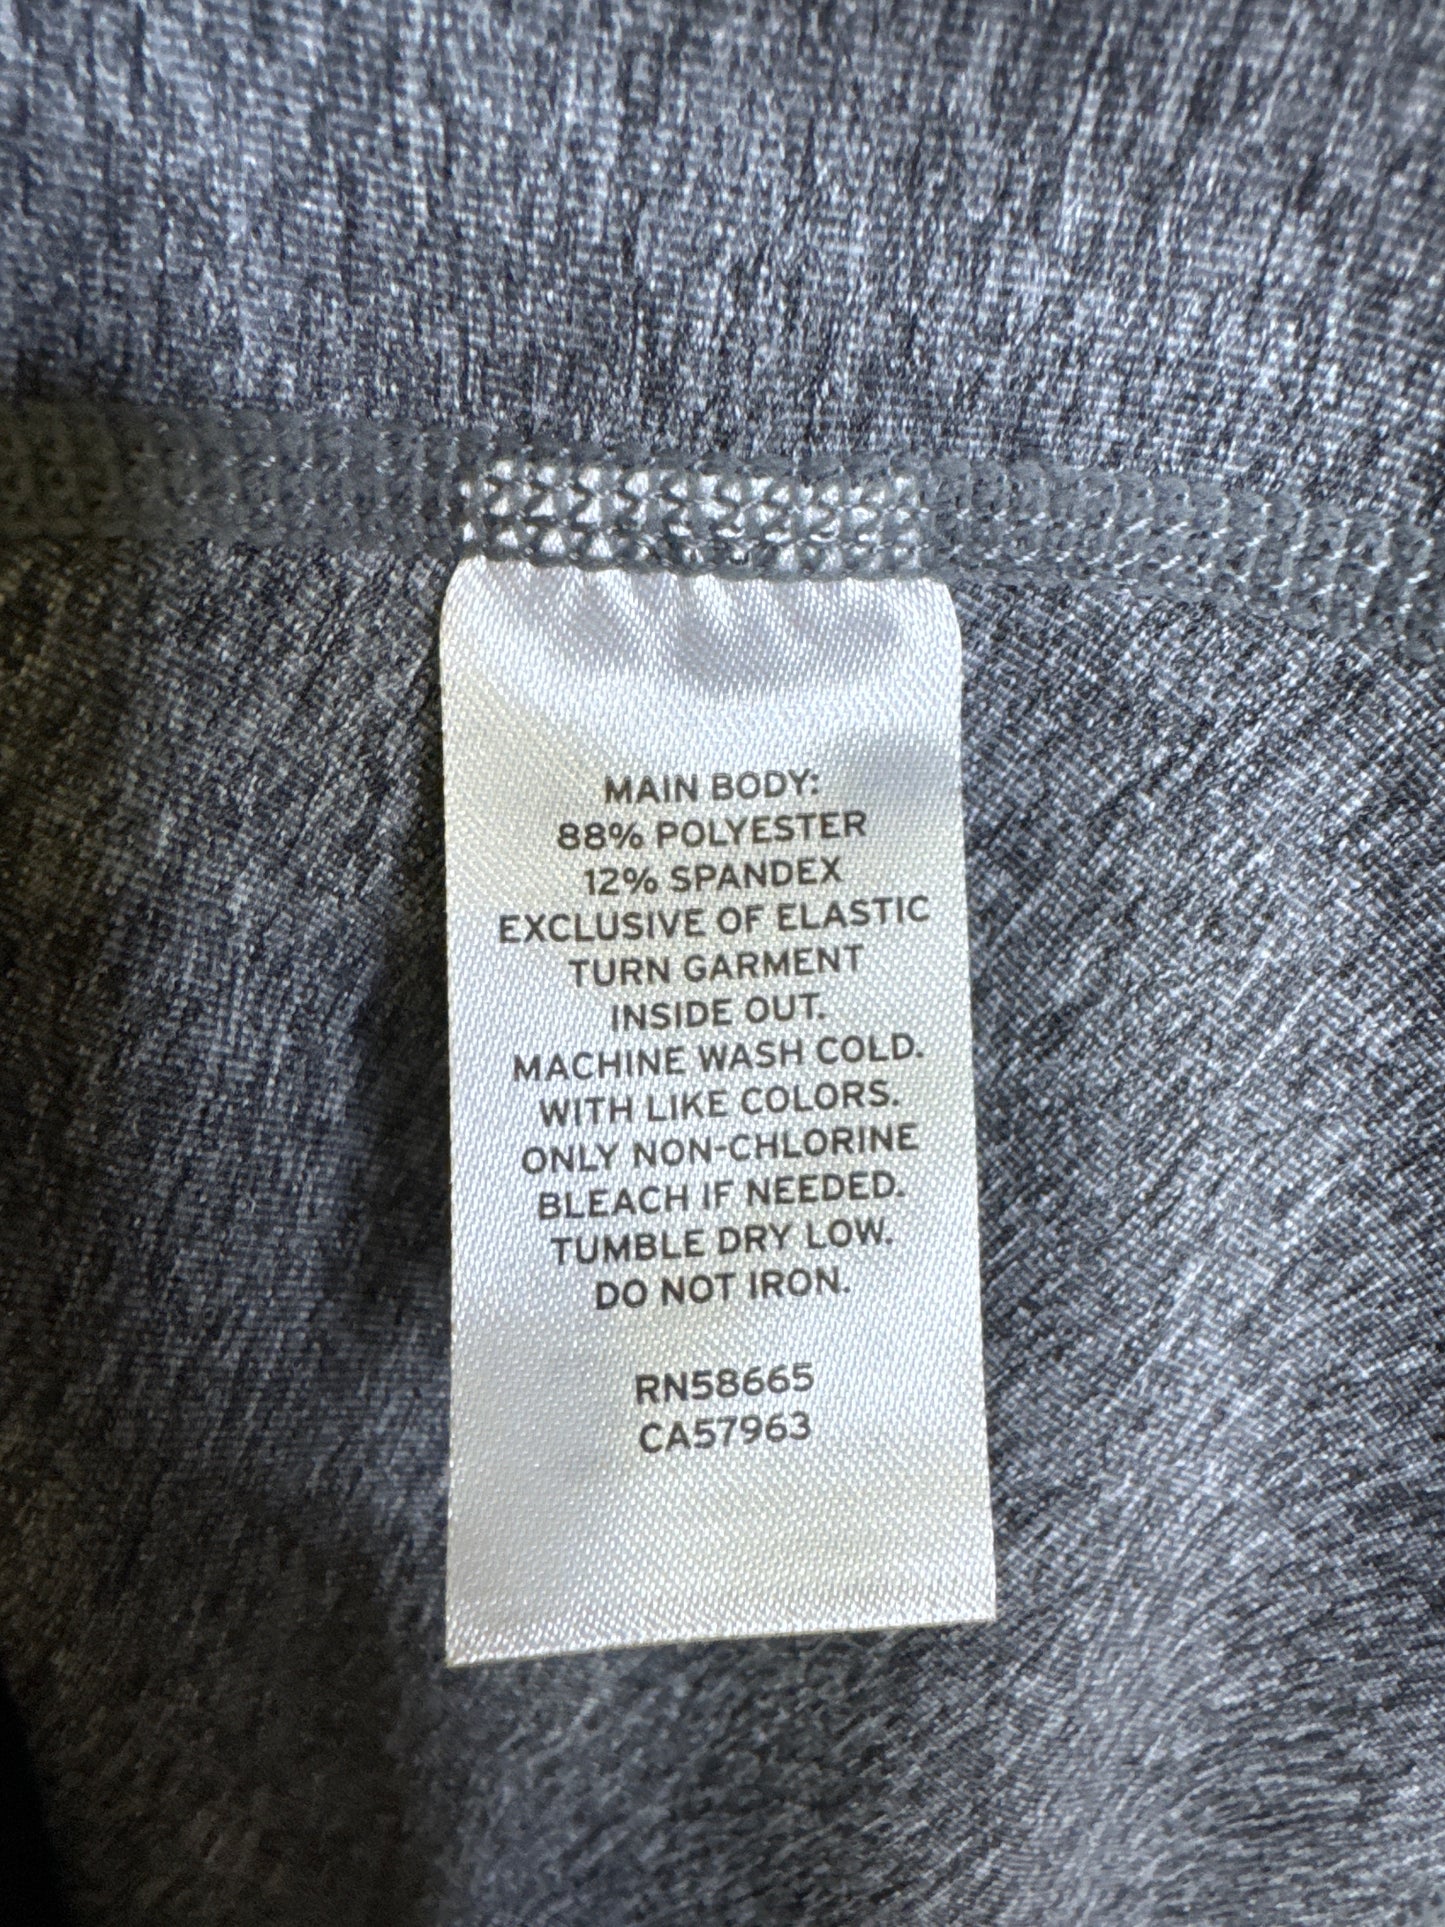 MAIN BODY:
88% POLYESTER
12% SPANDEX
EXCLUSIVE OF ELASTIC
TURN GARMENT
INSIDE OUT.
MACHINE WASH COLD.
WITH LIKE COLORS.
ONLY NON-CHLORINE
BLEACH IF NEEDED.
TUMBLE DRY LOW.
DO NOT IRON.
RN58665
CA57963